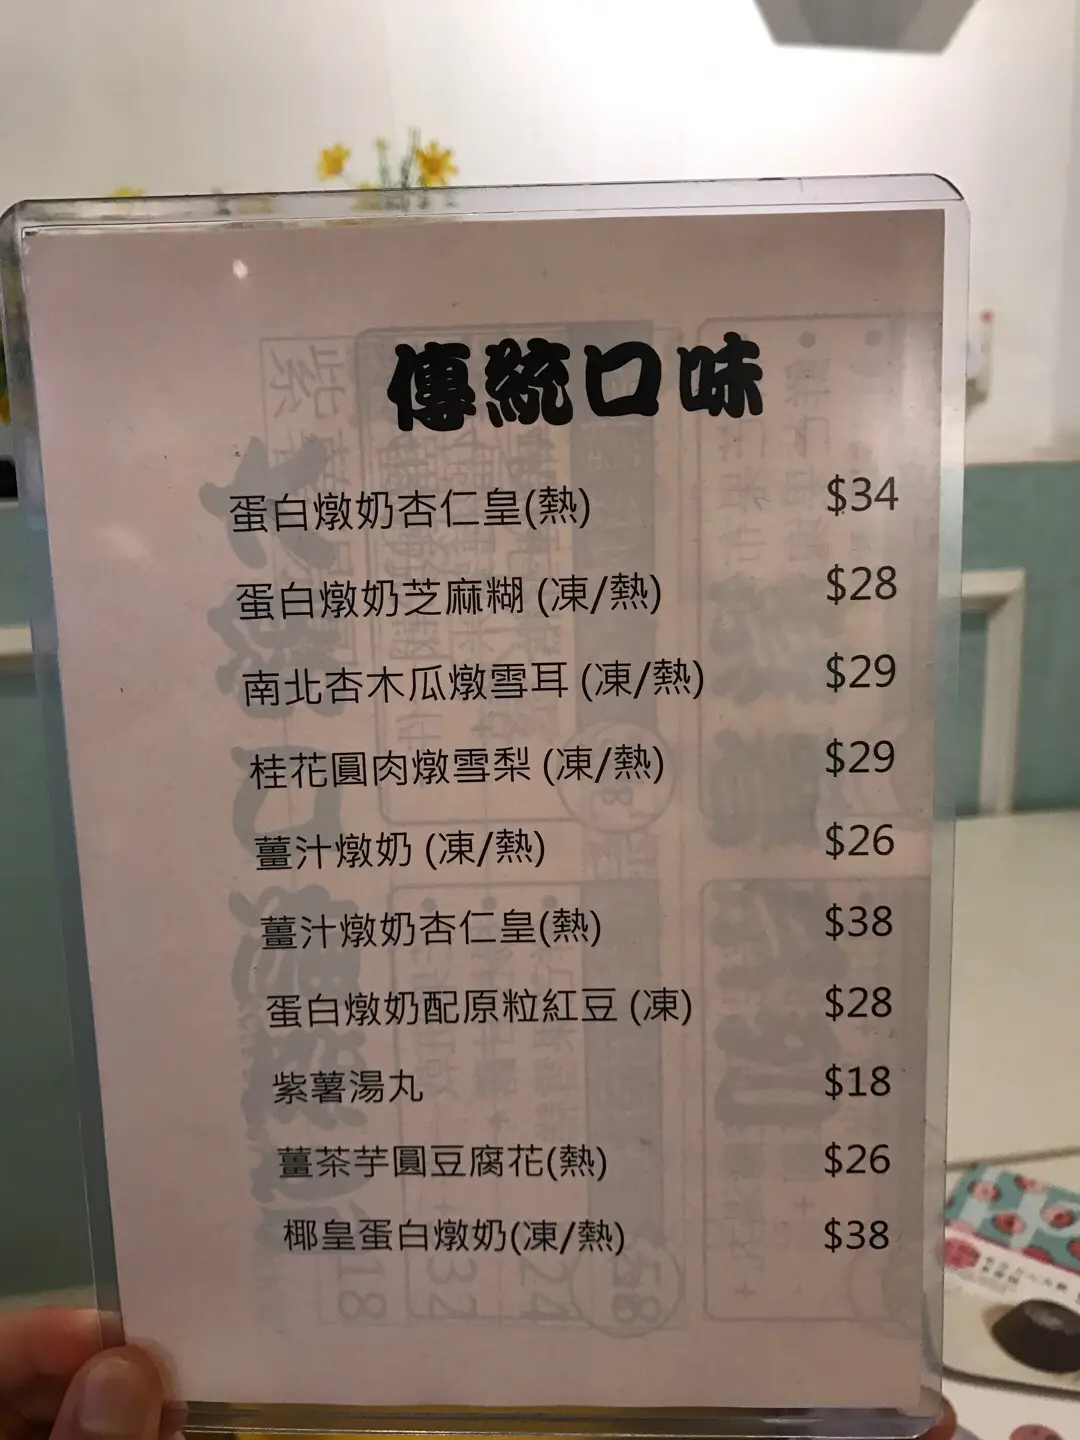 傳統口味
蛋白燉奶杏仁皇(熱) $34
蛋白燉奶芝麻糊 (凍/熱) $28
南北杏木瓜燉雪耳 (凍/熱) $29
桂花圓肉燉雪梨 (凍/熱) $29
薑汁燉奶 (凍/熱) $26
薑汁燉奶杏仁皇(熱) $38
蛋白燉奶配原粒紅豆 (凍) $28
紫薯湯丸 $18
薑茶芋圓豆腐花(熱) $26
椰皇蛋白燉奶(凍/熱) $38